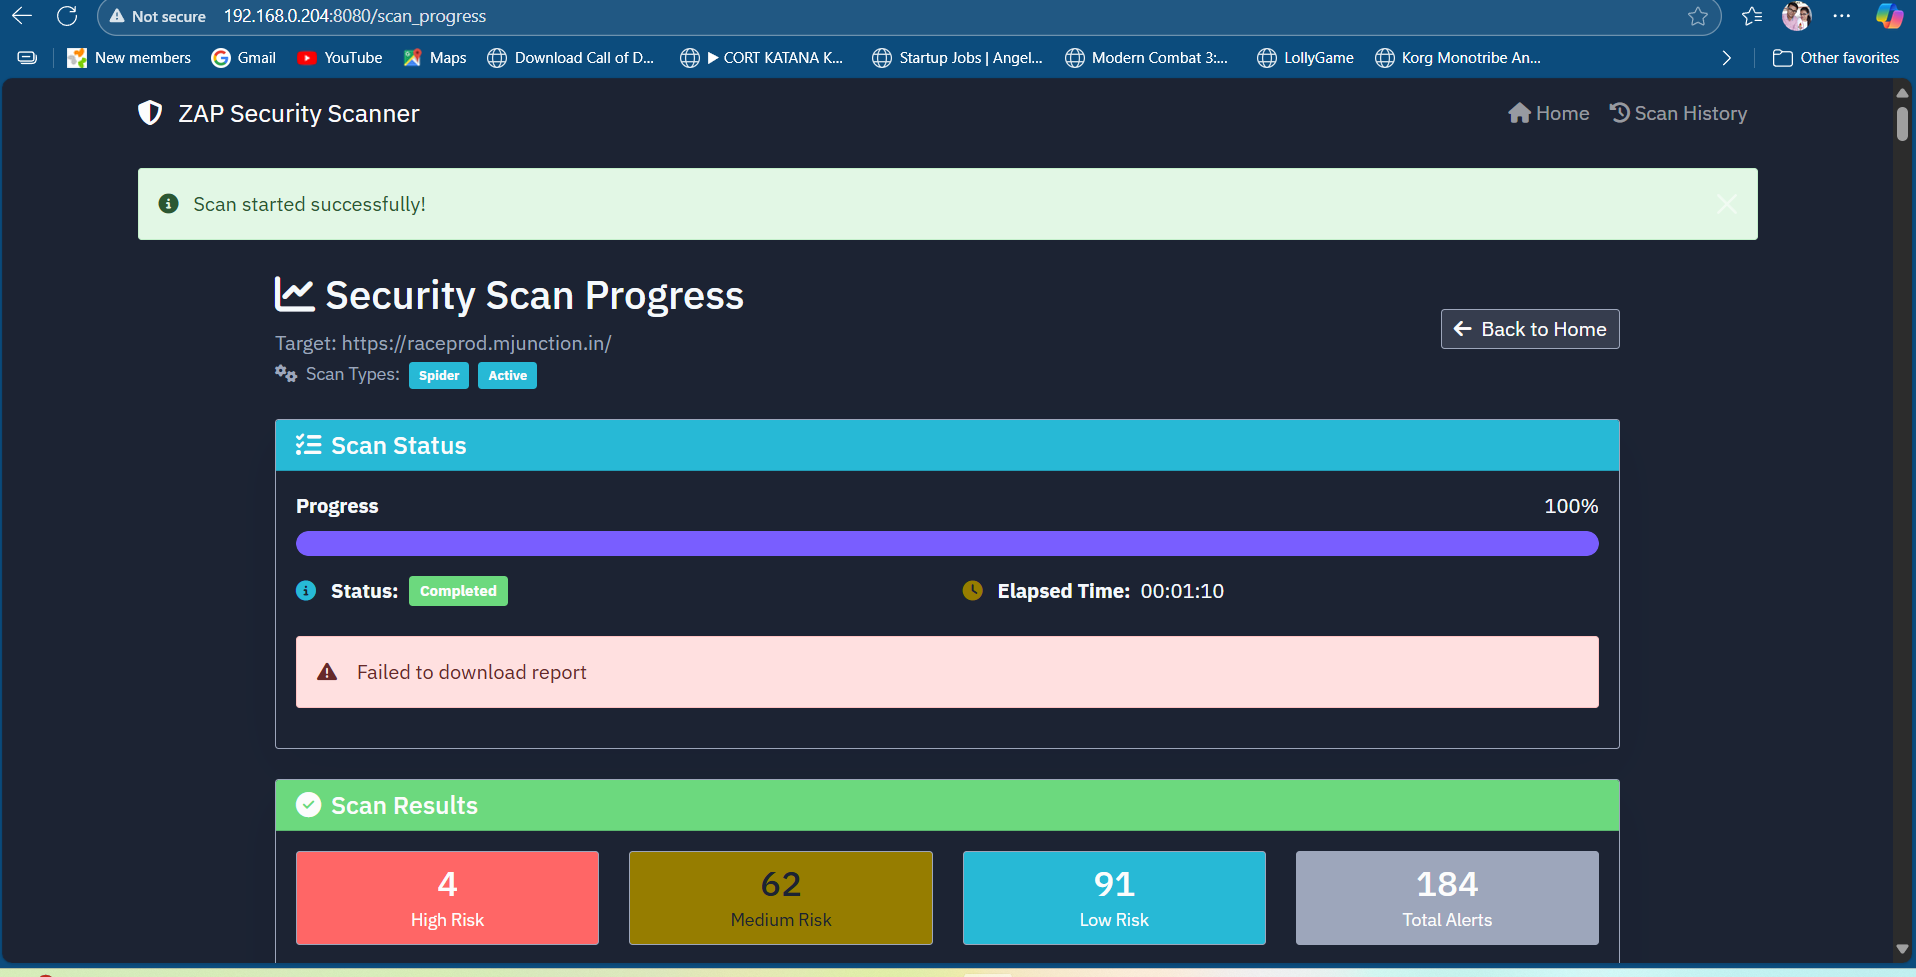 Not secure 192.168.0.204:8080/scan_progress
New members Gmail YouTube Maps Download Call of D... ▶ CORT KATANA K... Startup Jobs | Angel... Modern Combat 3:... LollyGame Korg Monotribe An... Other favorites
ZAP Security Scanner Home Scan History
Scan started successfully!
Security Scan Progress
Target: https://raceprod.mjunction.in/
Back to Home
Scan Types: Spider Active
Scan Status
Progress 100%
Status: Completed Elapsed Time: 00:01:10
Failed to download report
Scan Results
4 62 91 184
High Risk Medium Risk Low Risk Total Alerts